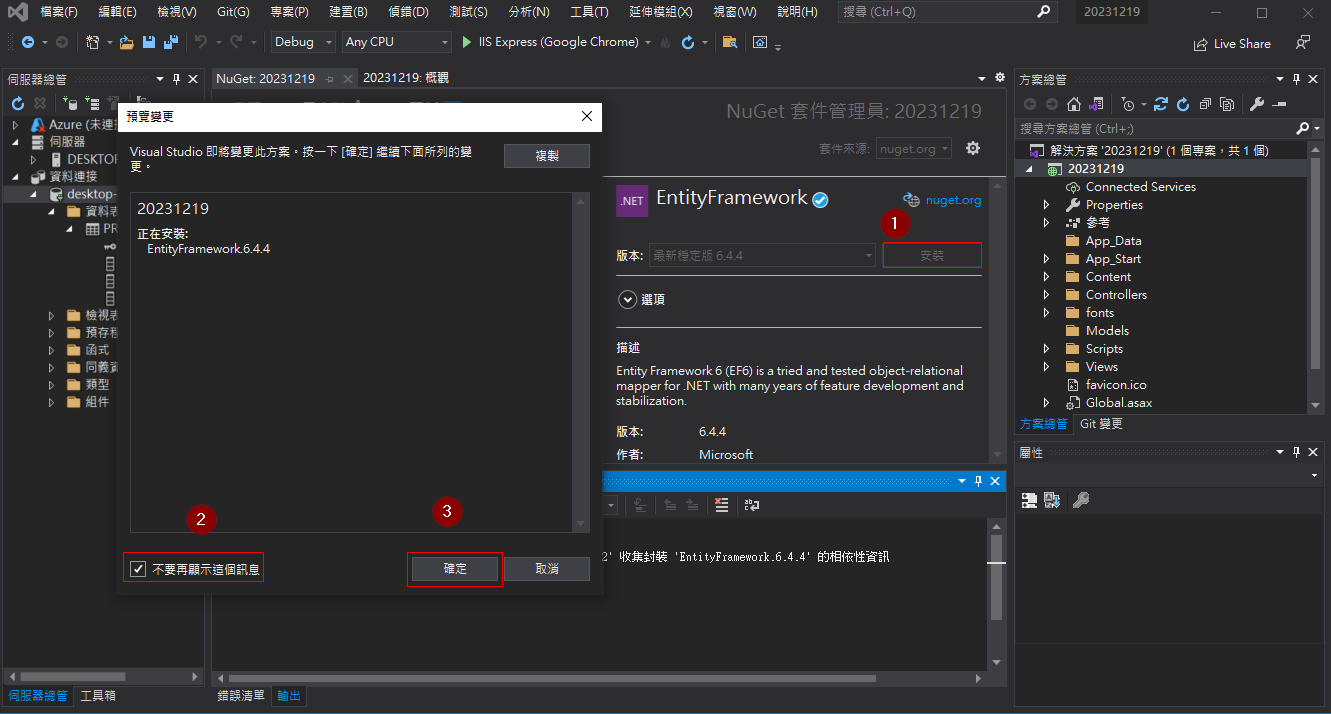 檔案(F) 編輯(E) 檢視(V) Git(G) 專案(P) 建置(B) 偵錯(D) 測試(S) 分析(N) 工具(T) 延伸模組(X) 視窗(W) 說明(H) 搜尋 (Ctrl+Q) 20231219
Debug Any CPU IIS Express (Google Chrome) Live Share
伺服器總管
Azure (未連
伺服器
DESKTO
資料連接
desktop-
資料表
PR
檢視表
預存程
函式
同義資
類型
組件
伺服器總管 工具箱
NuGet: 20231219 20231219: 概觀
NuGet 套件管理員: 20231219
套件來源: nuget.org
預覽變更
Visual Studio 即將變更此方案。按一下 [確定] 繼續下面所列的變
更。
複製
20231219
正在安裝:
EntityFramework.6.4.4
2
3
不要再顯示這個訊息
確定
取消
.NET EntityFramework nuget.org
1
版本: 最新穩定版 6.4.4 安裝
選項
描述
Entity Framework 6 (EF6) is a tried and tested object-relational
mapper for .NET with many years of feature development and
stabilization.
版本: 6.4.4
作者: Microsoft
2' 收集封裝 'EntityFramework.6.4.4' 的相依性資訊
錯誤清單 輸出
方案總管
搜尋方案總管 (Ctrl+;)
解決方案 '20231219' (1 個專案，共 1 個)
20231219
Connected Services
Properties
參考
App_Data
App_Start
Content
Controllers
fonts
Models
Scripts
Views
favicon.ico
Global.asax
方案總管 Git 變更
屬性